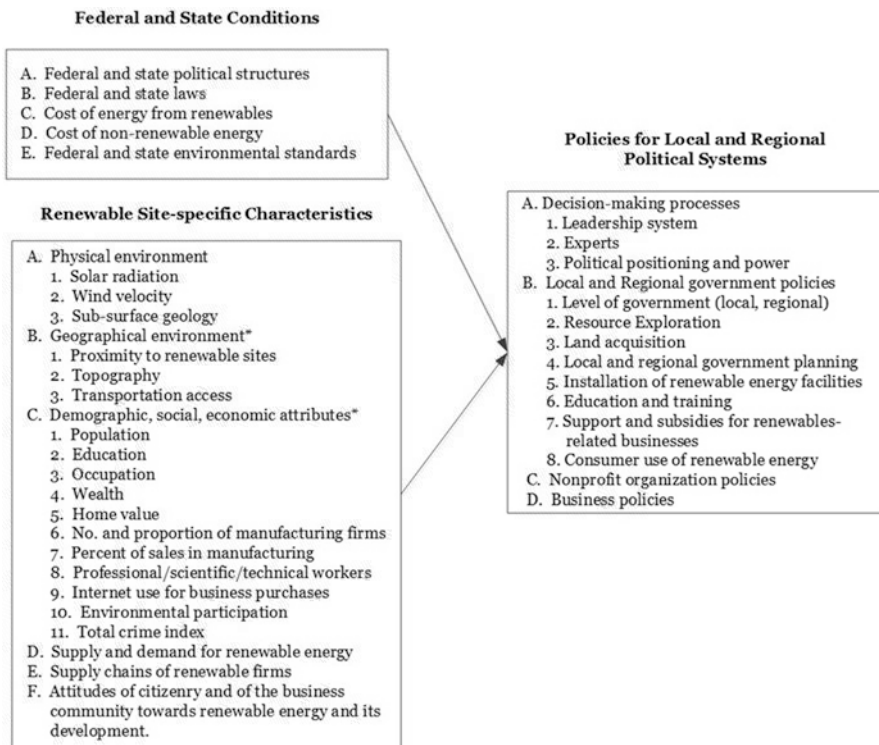 Federal and State Conditions
A. Federal and state political structures
B. Federal and state laws
C. Cost of energy from renewables
D. Cost of non-renewable energy
E. Federal and state environmental standards
Renewable Site-specific Characteristics
A. Physical environment
1. Solar radiation
2. Wind velocity
3. Sub-surface geology
B. Geographical environment*
1. Proximity to renewable sites
2. Topography
3. Transportation access
C. Demographic, social, economic attributes*
1. Population
2. Education
3. Occupation
4. Wealth
5. Home value
6. No. and proportion of manufacturing firms
7. Percent of sales in manufacturing
8. Professional/scientific/technical workers
9. Internet use for business purchases
10. Environmental participation
11. Total crime index
D. Supply and demand for renewable energy
E. Supply chains of renewable firms
F. Attitudes of citizenry and of the business
community towards renewable energy and its
development.
Policies for Local and Regional
Political Systems
A. Decision-making processes
1. Leadership system
2. Experts
3. Political positioning and power
B. Local and Regional government policies
1. Level of government (local, regional)
2. Resource Exploration
3. Land acquisition
4. Local and regional government planning
5. Installation of renewable energy facilities
6. Education and training
7. Support and subsidies for renewables-
related businesses
8. Consumer use of renewable energy
C. Nonprofit organization policies
D. Business policies